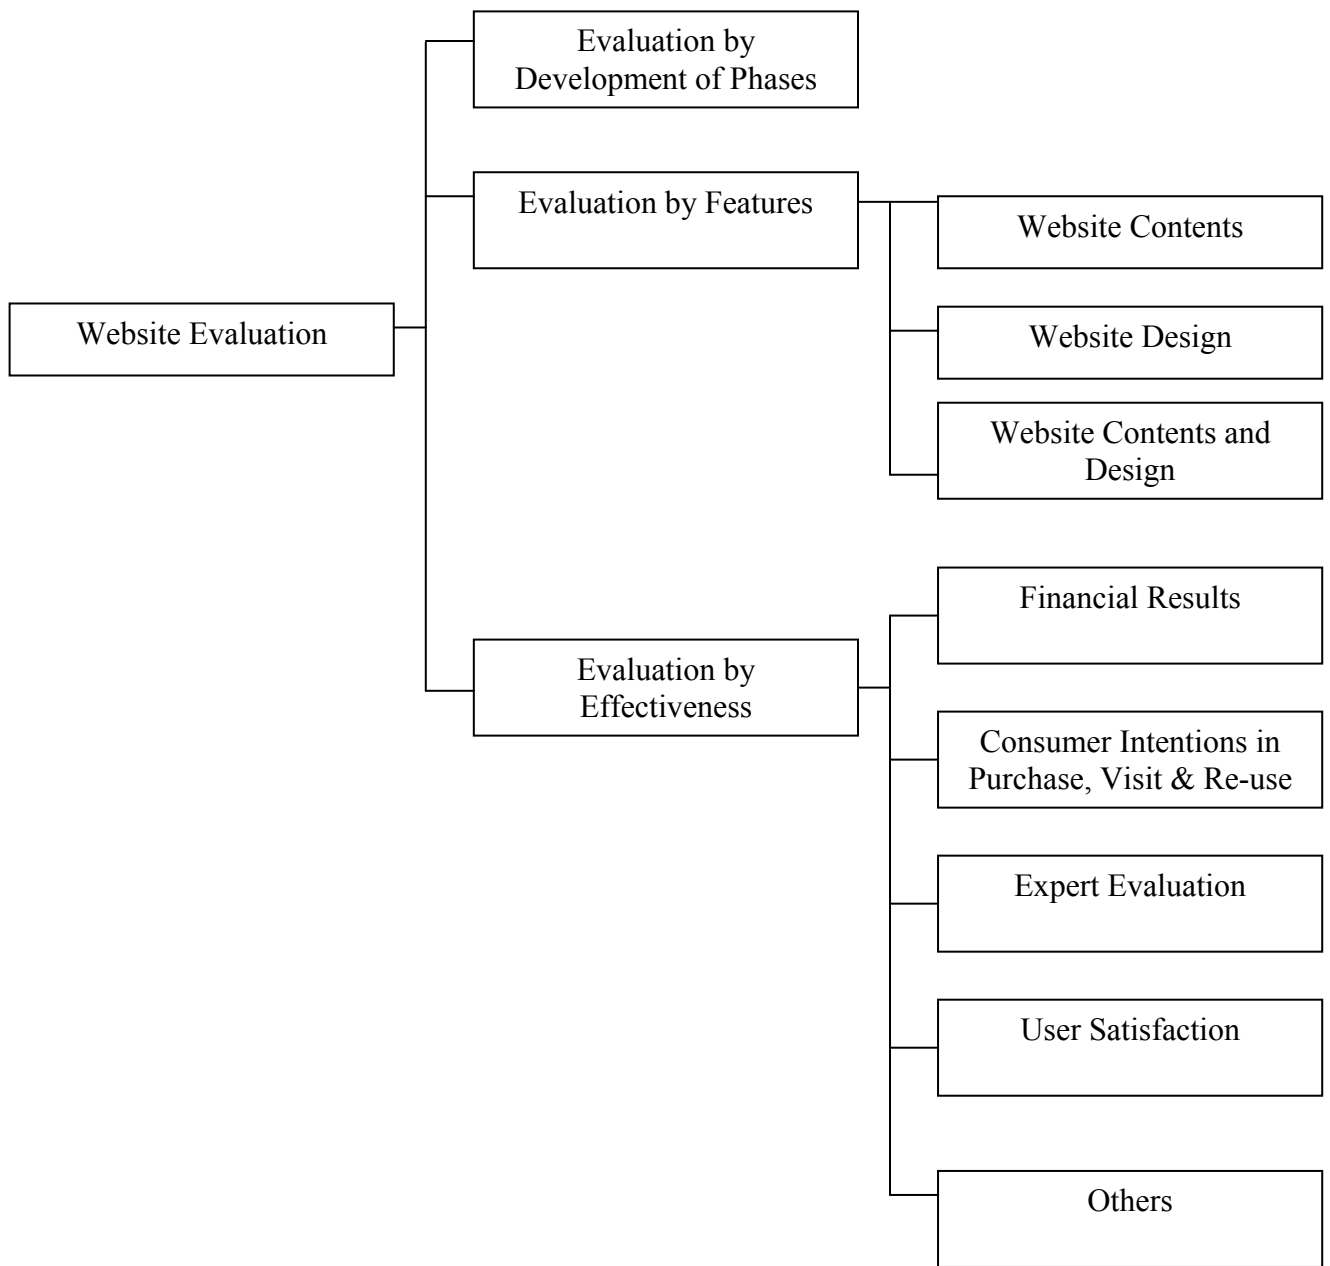 Evaluation by
Development of Phases
Evaluation by Features
Website Contents
Website Evaluation
Website Design
Website Contents and
Design
Financial Results
Evaluation by
Effectiveness
Consumer Intentions in
Purchase, Visit & Re-use
Expert Evaluation
User Satisfaction
Others